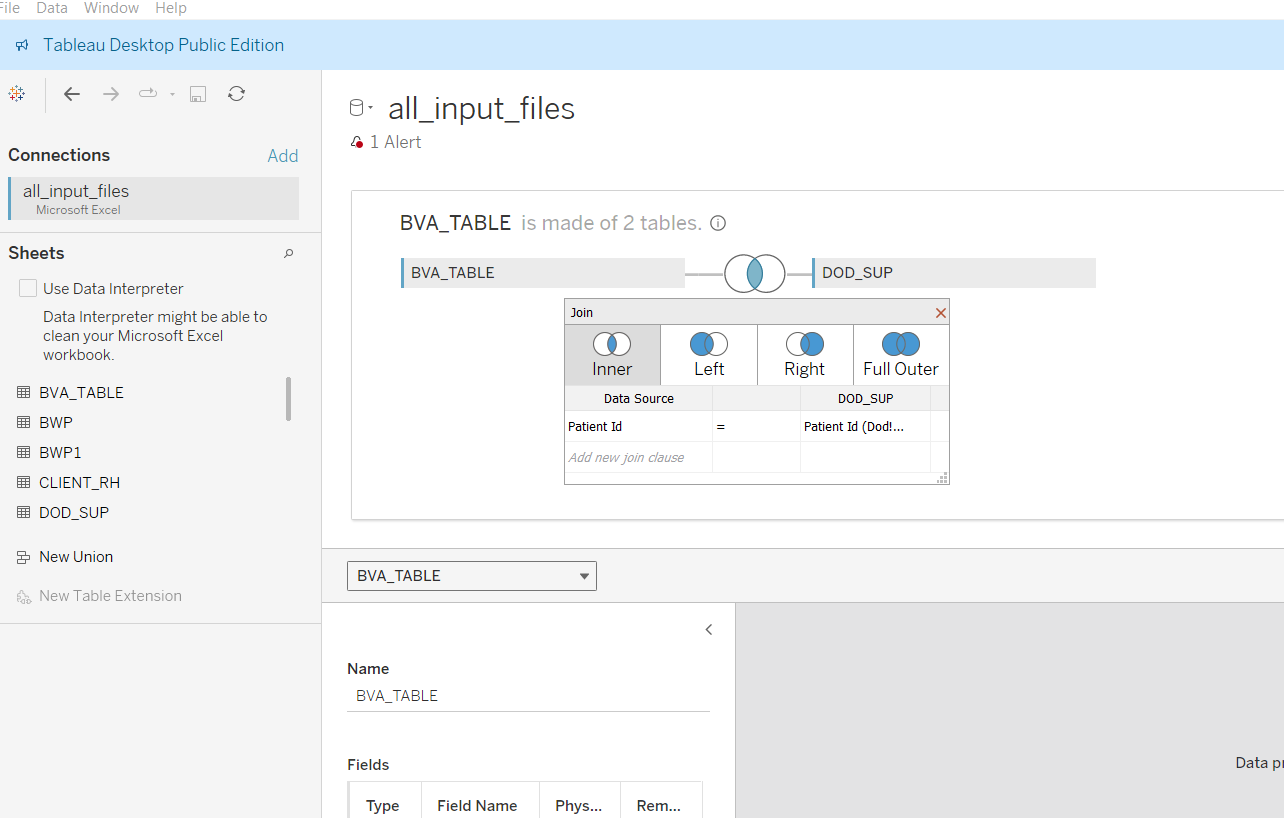 File Data Window Help
Tableau Desktop Public Edition
all_input_files
1 Alert
Connections Add
all_input_files
Microsoft Excel
Sheets
Use Data Interpreter
Data Interpreter might be able to
clean your Microsoft Excel
workbook.
BVA_TABLE
BWP
BWP1
CLIENT_RH
DOD_SUP
New Union
New Table Extension
BVA_TABLE is made of 2 tables.
BVA_TABLE DOD_SUP
Join
Inner Left Right Full Outer
Data Source DOD_SUP
Patient Id = Patient Id (Dod!...
Add new join clause
BVA_TABLE
Name
BVA_TABLE
Fields
Type Field Name Phys... Rem...
Data